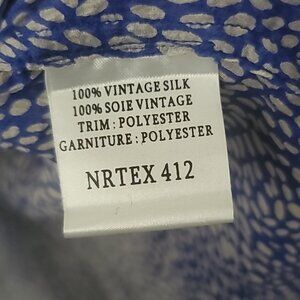 100% VINTAGE SILK
100% SOIE VINTAGE
TRIM : POLYESTER
GARNITURE : POLYESTER
NRTEX 412